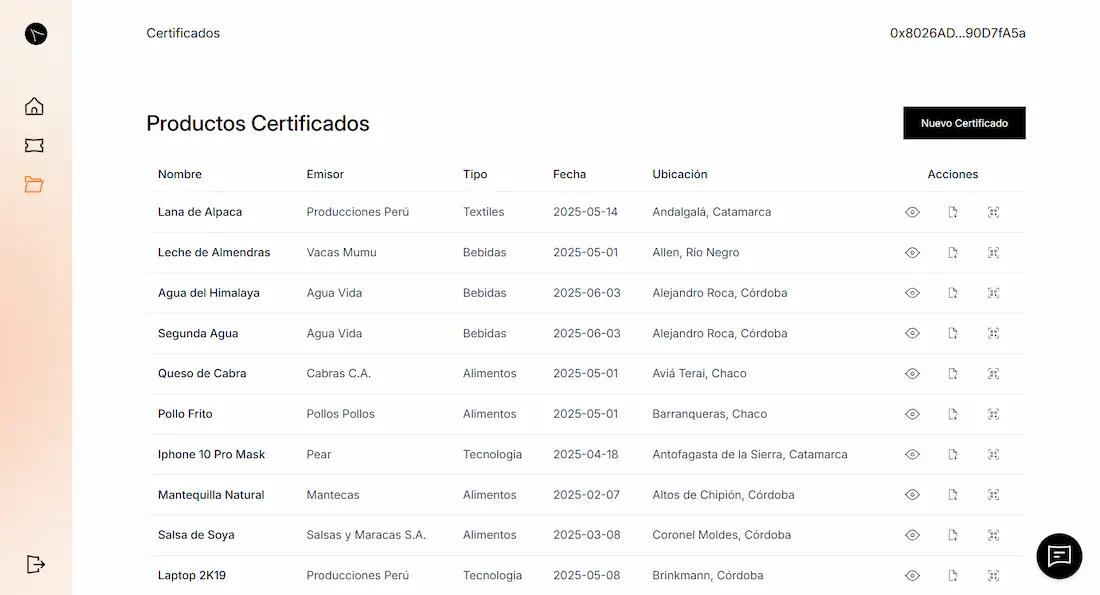 Certificados 0x8026AD...90D7fA5a
Productos Certificados Nuevo Certificado
Nombre Emisor Tipo Fecha Ubicación Acciones
Lana de Alpaca Producciones Perú Textiles 2025-05-14 Andalgalá, Catamarca
Leche de Almendras Vacas Mumu Bebidas 2025-05-01 Allen, Río Negro
Agua del Himalaya Agua Vida Bebidas 2025-06-03 Alejandro Roca, Córdoba
Segunda Agua Agua Vida Bebidas 2025-06-03 Alejandro Roca, Córdoba
Queso de Cabra Cabras C.A. Alimentos 2025-05-01 Aviá Terai, Chaco
Pollo Frito Pollos Pollos Alimentos 2025-05-01 Barranqueras, Chaco
Iphone 10 Pro Mask Pear Tecnologia 2025-04-18 Antofagasta de la Sierra, Catamarca
Mantequilla Natural Mantecas Alimentos 2025-02-07 Altos de Chipión, Córdoba
Salsa de Soya Salsas y Maracas S.A. Alimentos 2025-03-08 Coronel Moldes, Córdoba
Laptop 2K19 Producciones Perú Tecnologia 2025-05-08 Brinkmann, Córdoba